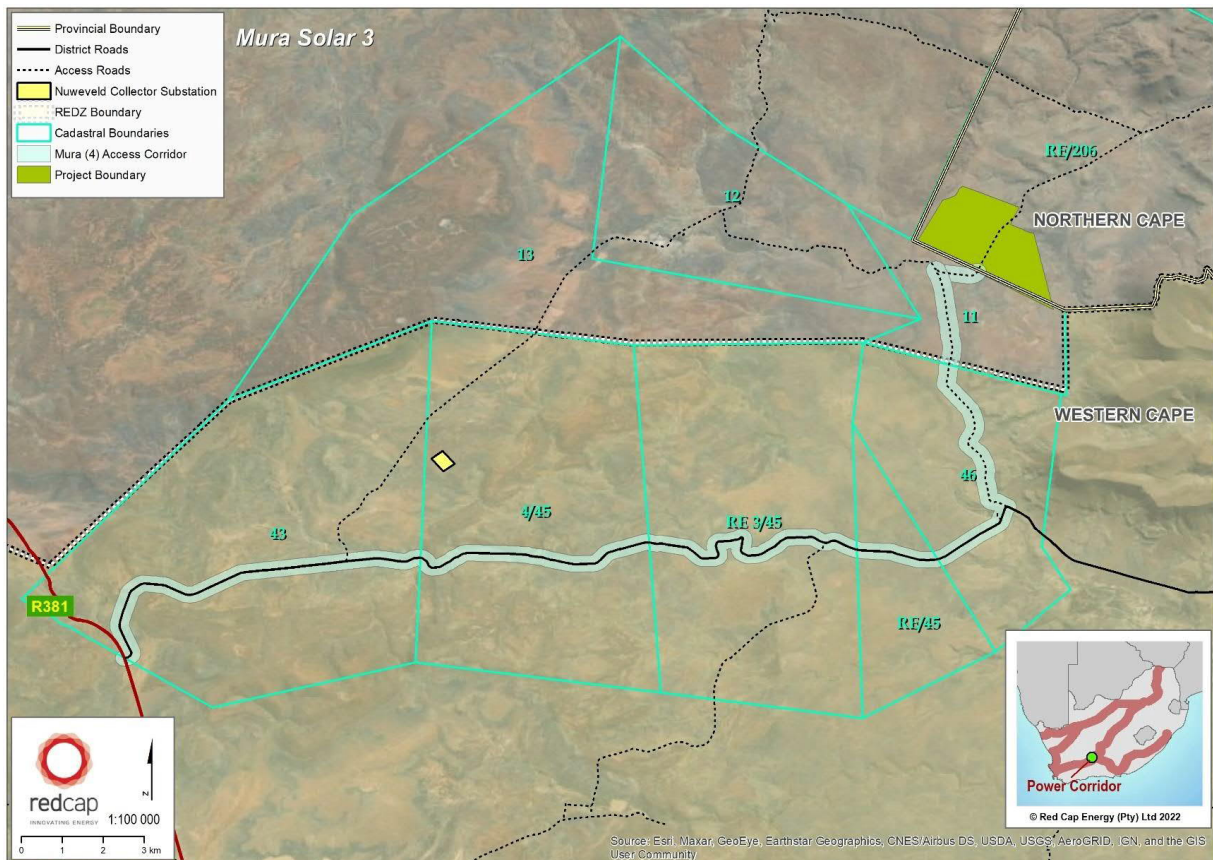 Mura Solar 3
Provincial Boundary
District Roads
Access Roads
Nuweveld Collector Substation
REDZ Boundary
Cadastral Boundaries
Mura (4) Access Corridor
Project Boundary
RE/206
12
NORTHERN CAPE
13
11
WESTERN CAPE
46
4/45
RE 3/45
43
R381
RE/45
redcap
INNOVATING ENERGY
N
1:100 000
0 1 2 3 km
Power Corridor
© Red Cap Energy (Pty) Ltd 2022
Source: Esri, Maxar, GeoEye, Earthstar Geographics, CNES/Airbus DS, USDA, USGS, AeroGRID, IGN, and the GIS
User Community